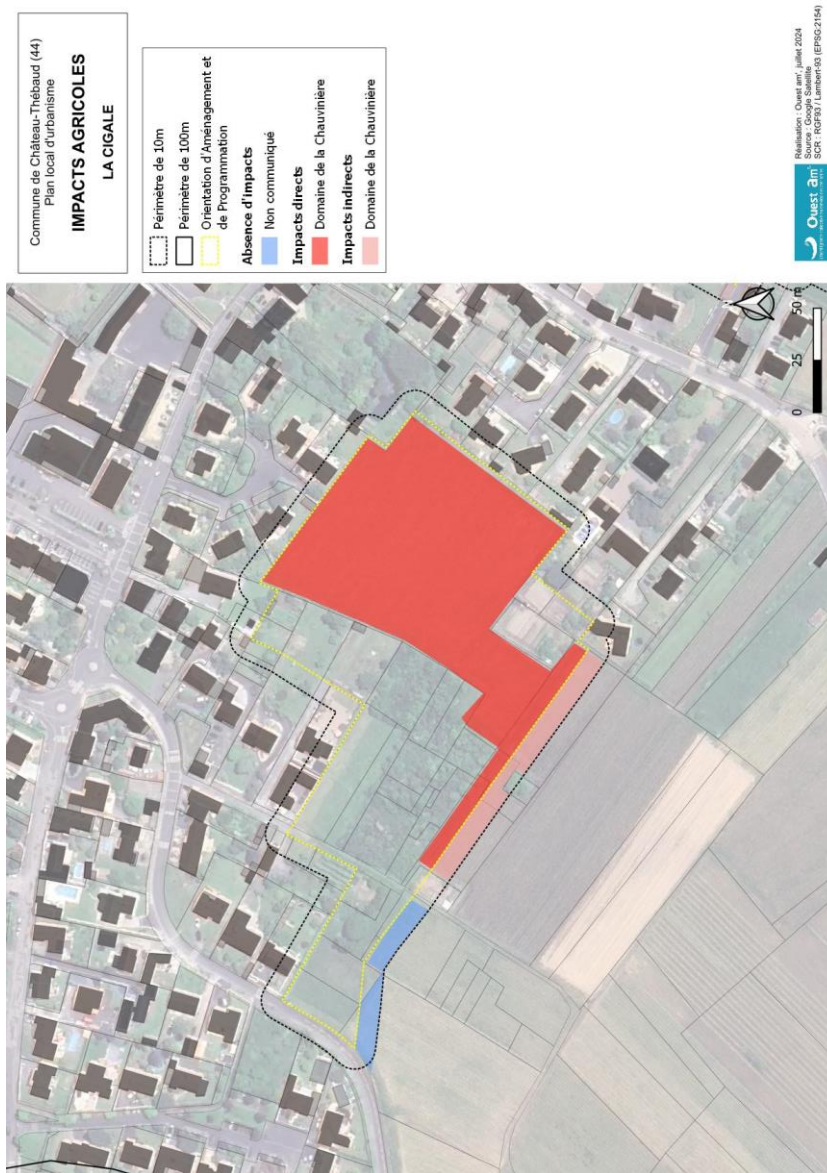 Commune de Château-Thébaud (44)
Plan local d'urbanisme
IMPACTS AGRICOLES
LA CIGALE
Périmètre de 10m
Périmètre de 100m
Orientation d'Aménagement et
de Programmation
Absence d'impacts
Non communiqué
Impacts directs
Domaine de la Chauvinière
Impacts indirects
Domaine de la Chauvinière
0 25 50 m
Ouest am'
Réalisation : Ouest am', juillet 2024
Source : Google Satellite
SCR : RGF93 / Lambert-93 (EPSG:2154)